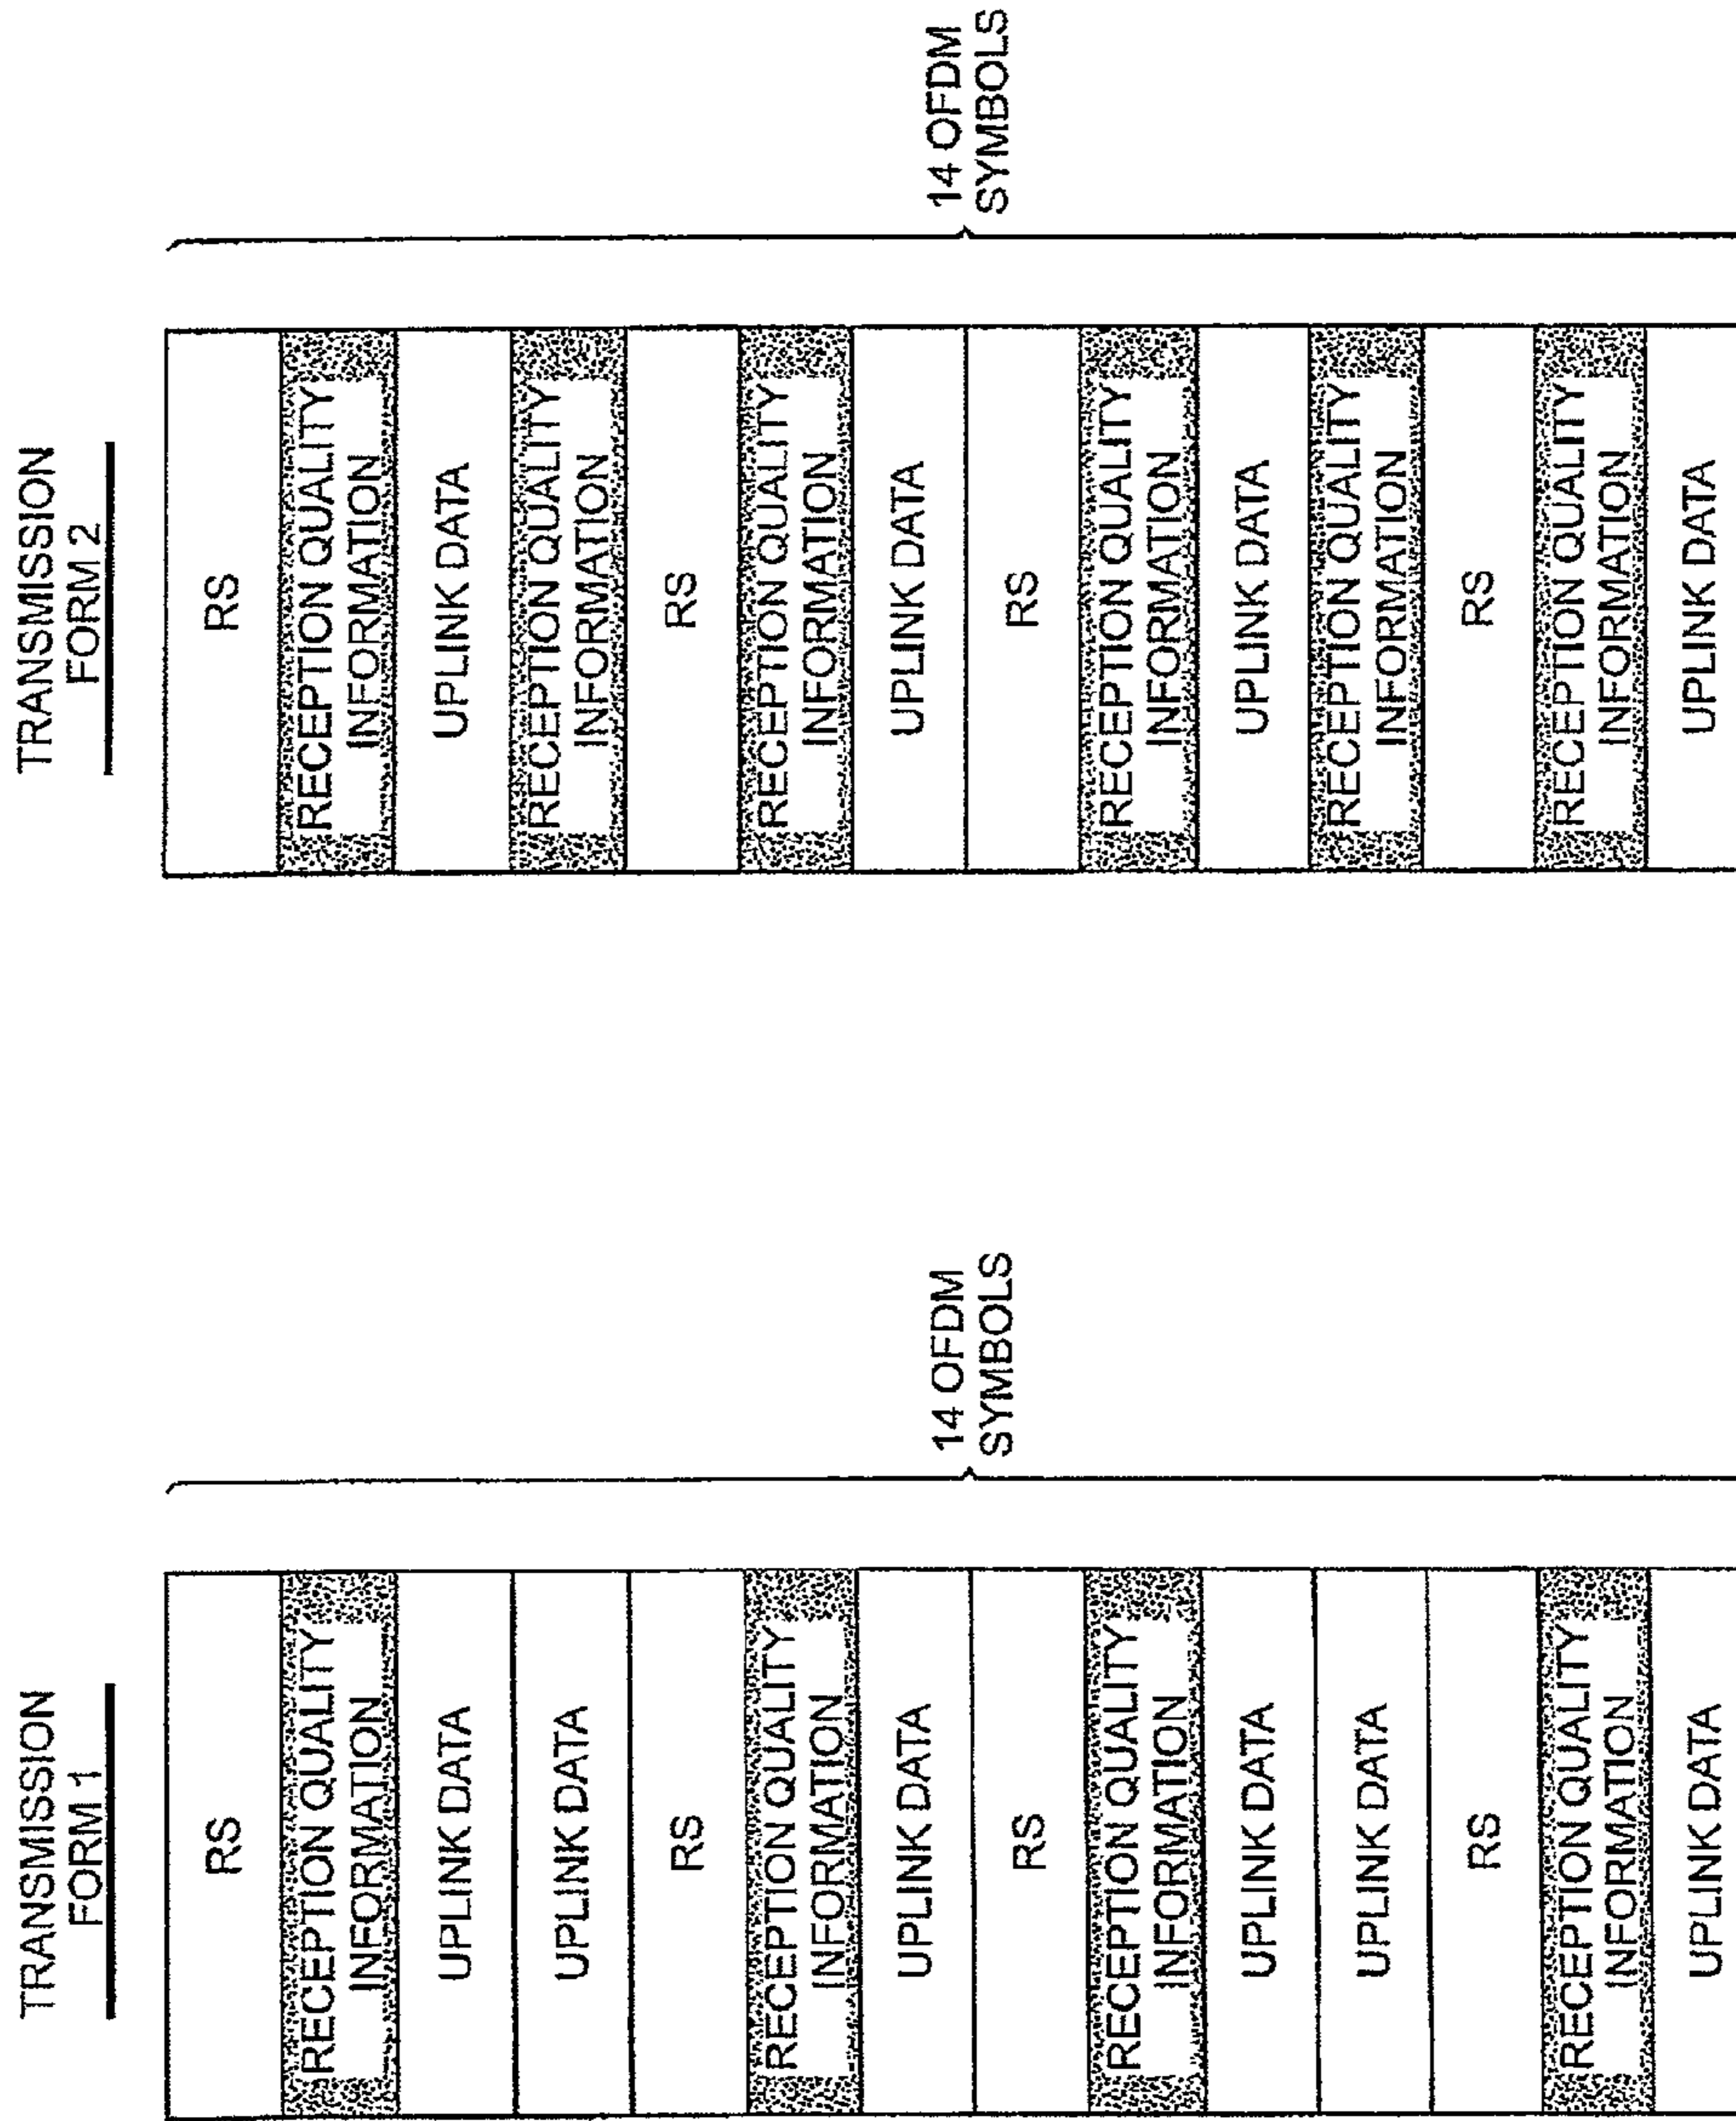 TRANSMISSION
FORM 1
RS
RECEPTION QUALITY
INFORMATION
UPLINK DATA
UPLINK DATA
RS
RECEPTION QUALITY
INFORMATION
UPLINK DATA
RS
RECEPTION QUALITY
INFORMATION
UPLINK DATA
UPLINK DATA
RS
RECEPTION QUALITY
INFORMATION
UPLINK DATA
14 OFDM
SYMBOLS
TRANSMISSION
FORM 2
RS
RECEPTION QUALITY
INFORMATION
UPLINK DATA
RECEPTION QUALITY
INFORMATION
RS
RECEPTION QUALITY
INFORMATION
UPLINK DATA
RS
RECEPTION QUALITY
INFORMATION
UPLINK DATA
RECEPTION QUALITY
INFORMATION
RS
RECEPTION QUALITY
INFORMATION
UPLINK DATA
14 OFDM
SYMBOLS